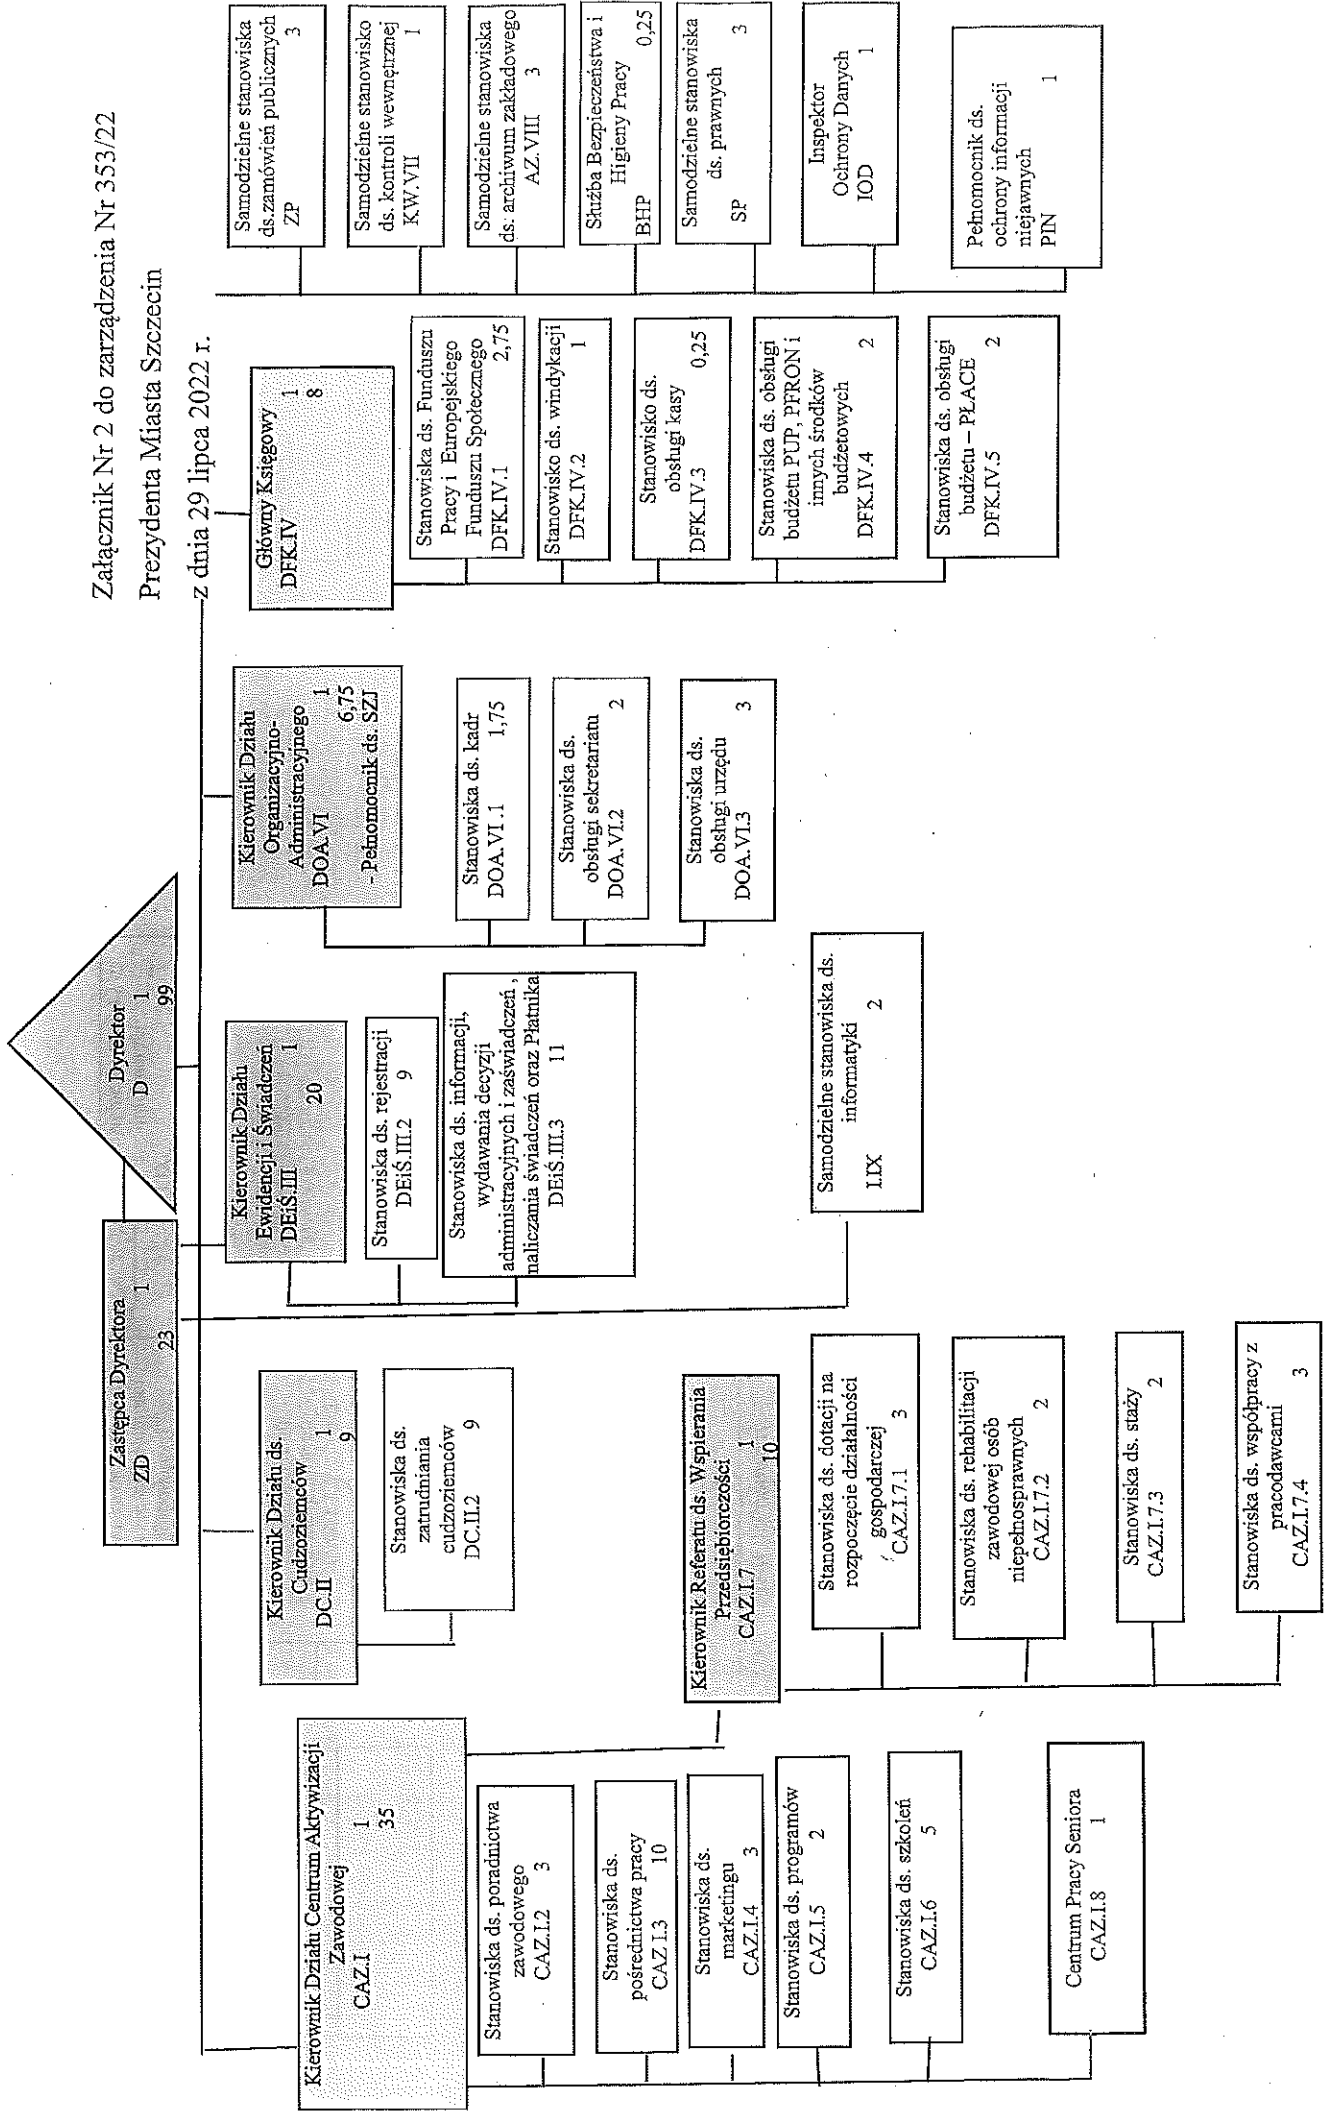 Załącznik Nr 2 do zarządzenia Nr 353/22
Prezydenta Miasta Szczecin
z dnia 29 lipca 2022 r.
Dyrektor
D 1
99
Zastępca Dyrektora
ZD 1
23
Kierownik Działu Centrum Aktywizacji
Zawodowej
CAZ.I 1
35
Stanowiska ds. poradnictwa
zawodowego
CAZ.I.2 3
Stanowiska ds.
pośrednictwa pracy
CAZ I.3 10
Stanowiska ds.
marketingu
CAZ.I.4 3
Stanowiska ds. programów
CAZ.I.5 2
Stanowiska ds. szkoleń
CAZ.I.6 5
Centrum Pracy Seniora
CAZ.I.8 1
Kierownik Referatu ds. Wspierania
Przedsiębiorczości
CAZ.I.7 1
10
Stanowiska ds. dotacji na
rozpoczęcie działalności
gospodarczej
CAZ.I.7.1 3
Stanowiska ds. rehabilitacji
zawodowej osób
niepełnosprawnych
CAZ.I.7.2 2
Stanowiska ds. staży
CAZ.I.7.3 2
Stanowiska ds. współpracy z
pracodawcami
CAZ.I.7.4 3
Kierownik Działu ds.
Cudzoziemców
DC.II 1
9
Stanowiska ds.
zatrudniania
cudzoziemców
DC.II.2 9
Kierownik Działu
Ewidencji i Świadczeń
DEiŚ.III 1
20
Stanowiska ds. rejestracji
DEiŚ.III.2 9
Stanowiska ds. informacji,
wydawania decyzji
administracyjnych i zaświadczeń ,
naliczania świadczeń oraz Płatnika
DEiŚ.III.3 11
Samodzielne stanowiska ds.
informatyki
I.IX 2
Kierownik Działu
Organizacyjno-
Administracyjnego
DOA.VI 1
6,75
- Pełnomocnik ds. SZJ
Stanowiska ds. kadr
DOA.VI.1 1,75
Stanowiska ds.
obsługi sekretariatu
DOA.VI.2 2
Stanowiska ds.
obsługi urzędu
DOA.VI.3 3
Główny Księgowy
DFK.IV 1
8
Stanowiska ds. Funduszu
Pracy i Europejskiego
Funduszu Społecznego
DFK.IV.1 2,75
Stanowisko ds. windykacji
DFK.IV.2 1
Stanowisko ds.
obsługi kasy
DFK.IV.3 0,25
Stanowiska ds. obsługi
budżetu PUP, PFRON i
innych środków
budżetowych
DFK.IV.4 2
Stanowiska ds. obsługi
budżetu – PŁACE
DFK.IV.5 2
Samodzielne stanowiska
ds.zamówień publicznych
ZP 3
Samodzielne stanowisko
ds. kontroli wewnętrznej
KW.VII 1
Samodzielne stanowiska
ds. archiwum zakładowego
AZ.VIII 3
Służba Bezpieczeństwa i
Higieny Pracy
BHP 0,25
Samodzielne stanowiska
ds. prawnych
SP 3
Inspektor
Ochrony Danych
IOD 1
Pełnomocnik ds.
ochrony informacji
niejawnych
PIN 1